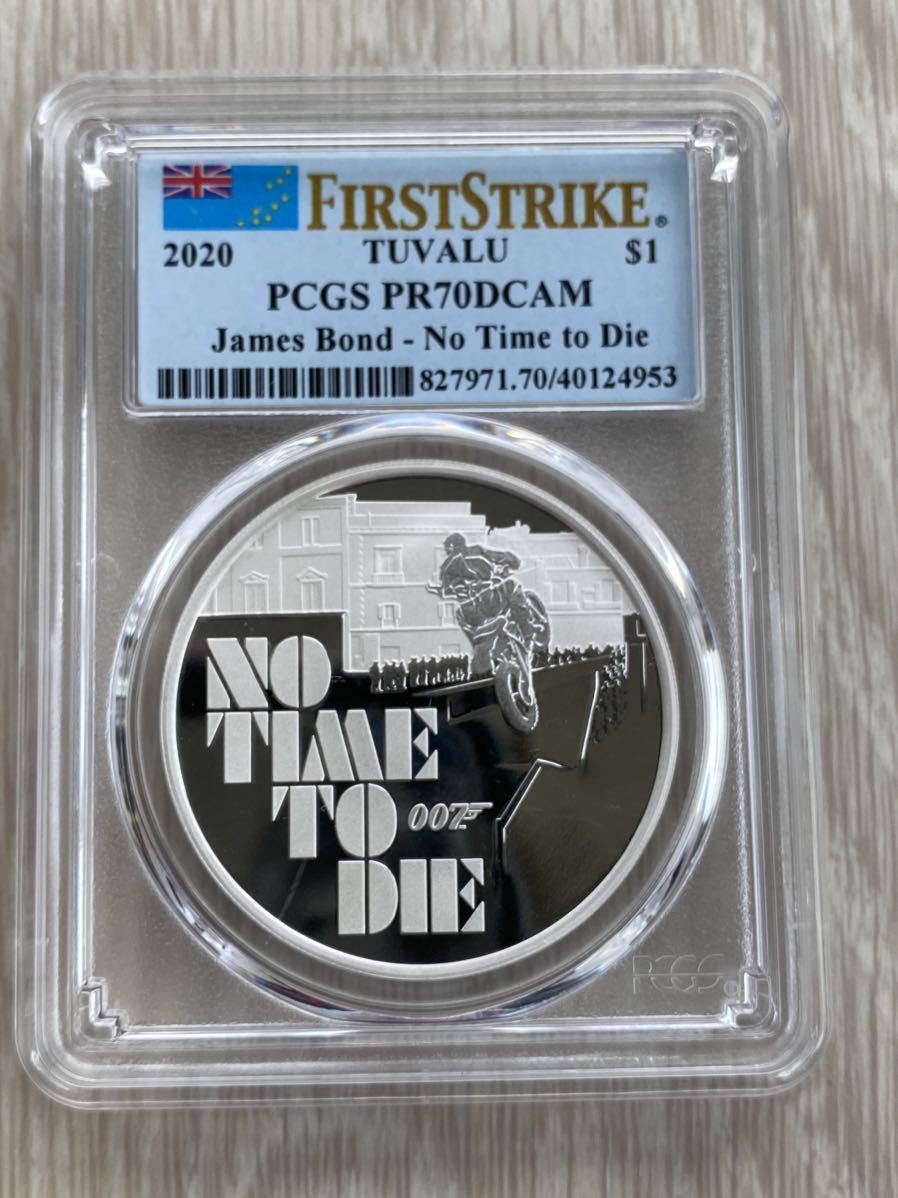 FIRSTSTRIKE®
2020 TUVALU $1
PCGS PR70DCAM
James Bond - No Time to Die
827971.70/40124953
NO
TIME
TO 007
DIE
PCGS